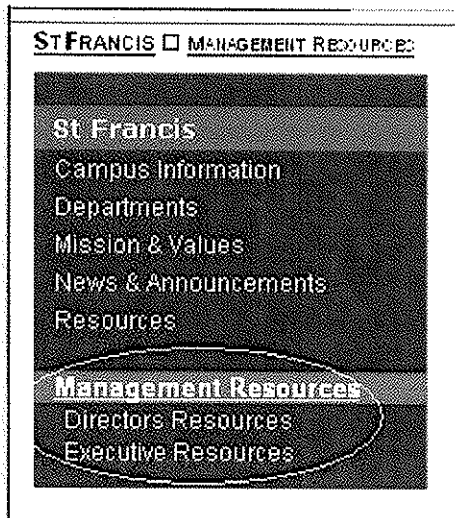 ST FRANCIS □ MANAGEMENT RESOURCES
St Francis
Campus Information
Departments
Mission & Values
News & Announcements
Resources
Management Resources
Directors Resources
Executive Resources